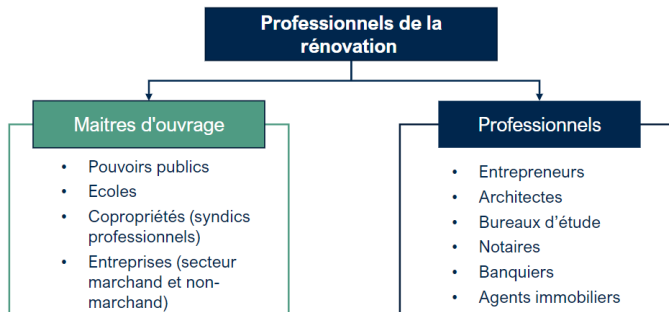 Professionnels de la
rénovation
Maitres d'ouvrage
• Pouvoirs publics
• Ecoles
• Copropriétés (syndics
professionnels)
• Entreprises (secteur
marchand et non-
marchand)
Professionnels
• Entrepreneurs
• Architectes
• Bureaux d'étude
• Notaires
• Banquiers
• Agents immobiliers